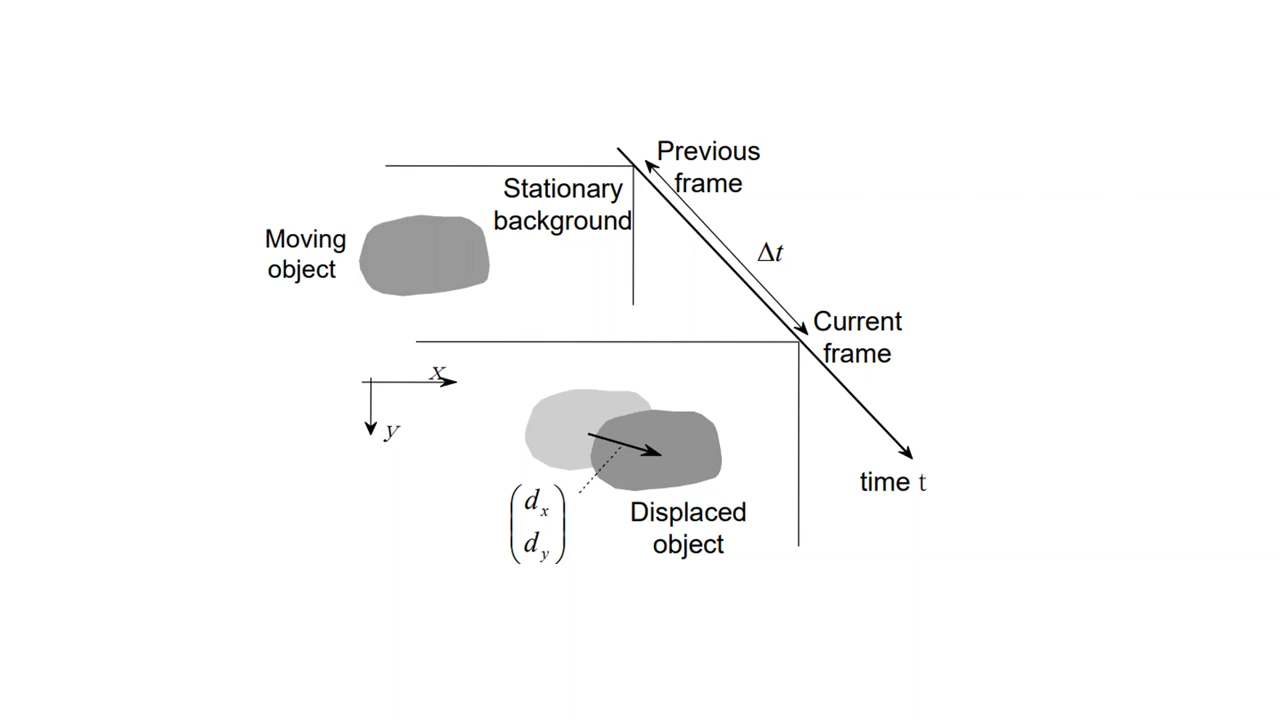 Previous
frame
Stationary
background
Moving
object
Δt
Current
frame
x
y
time t
d_x
d_y
Displaced
object